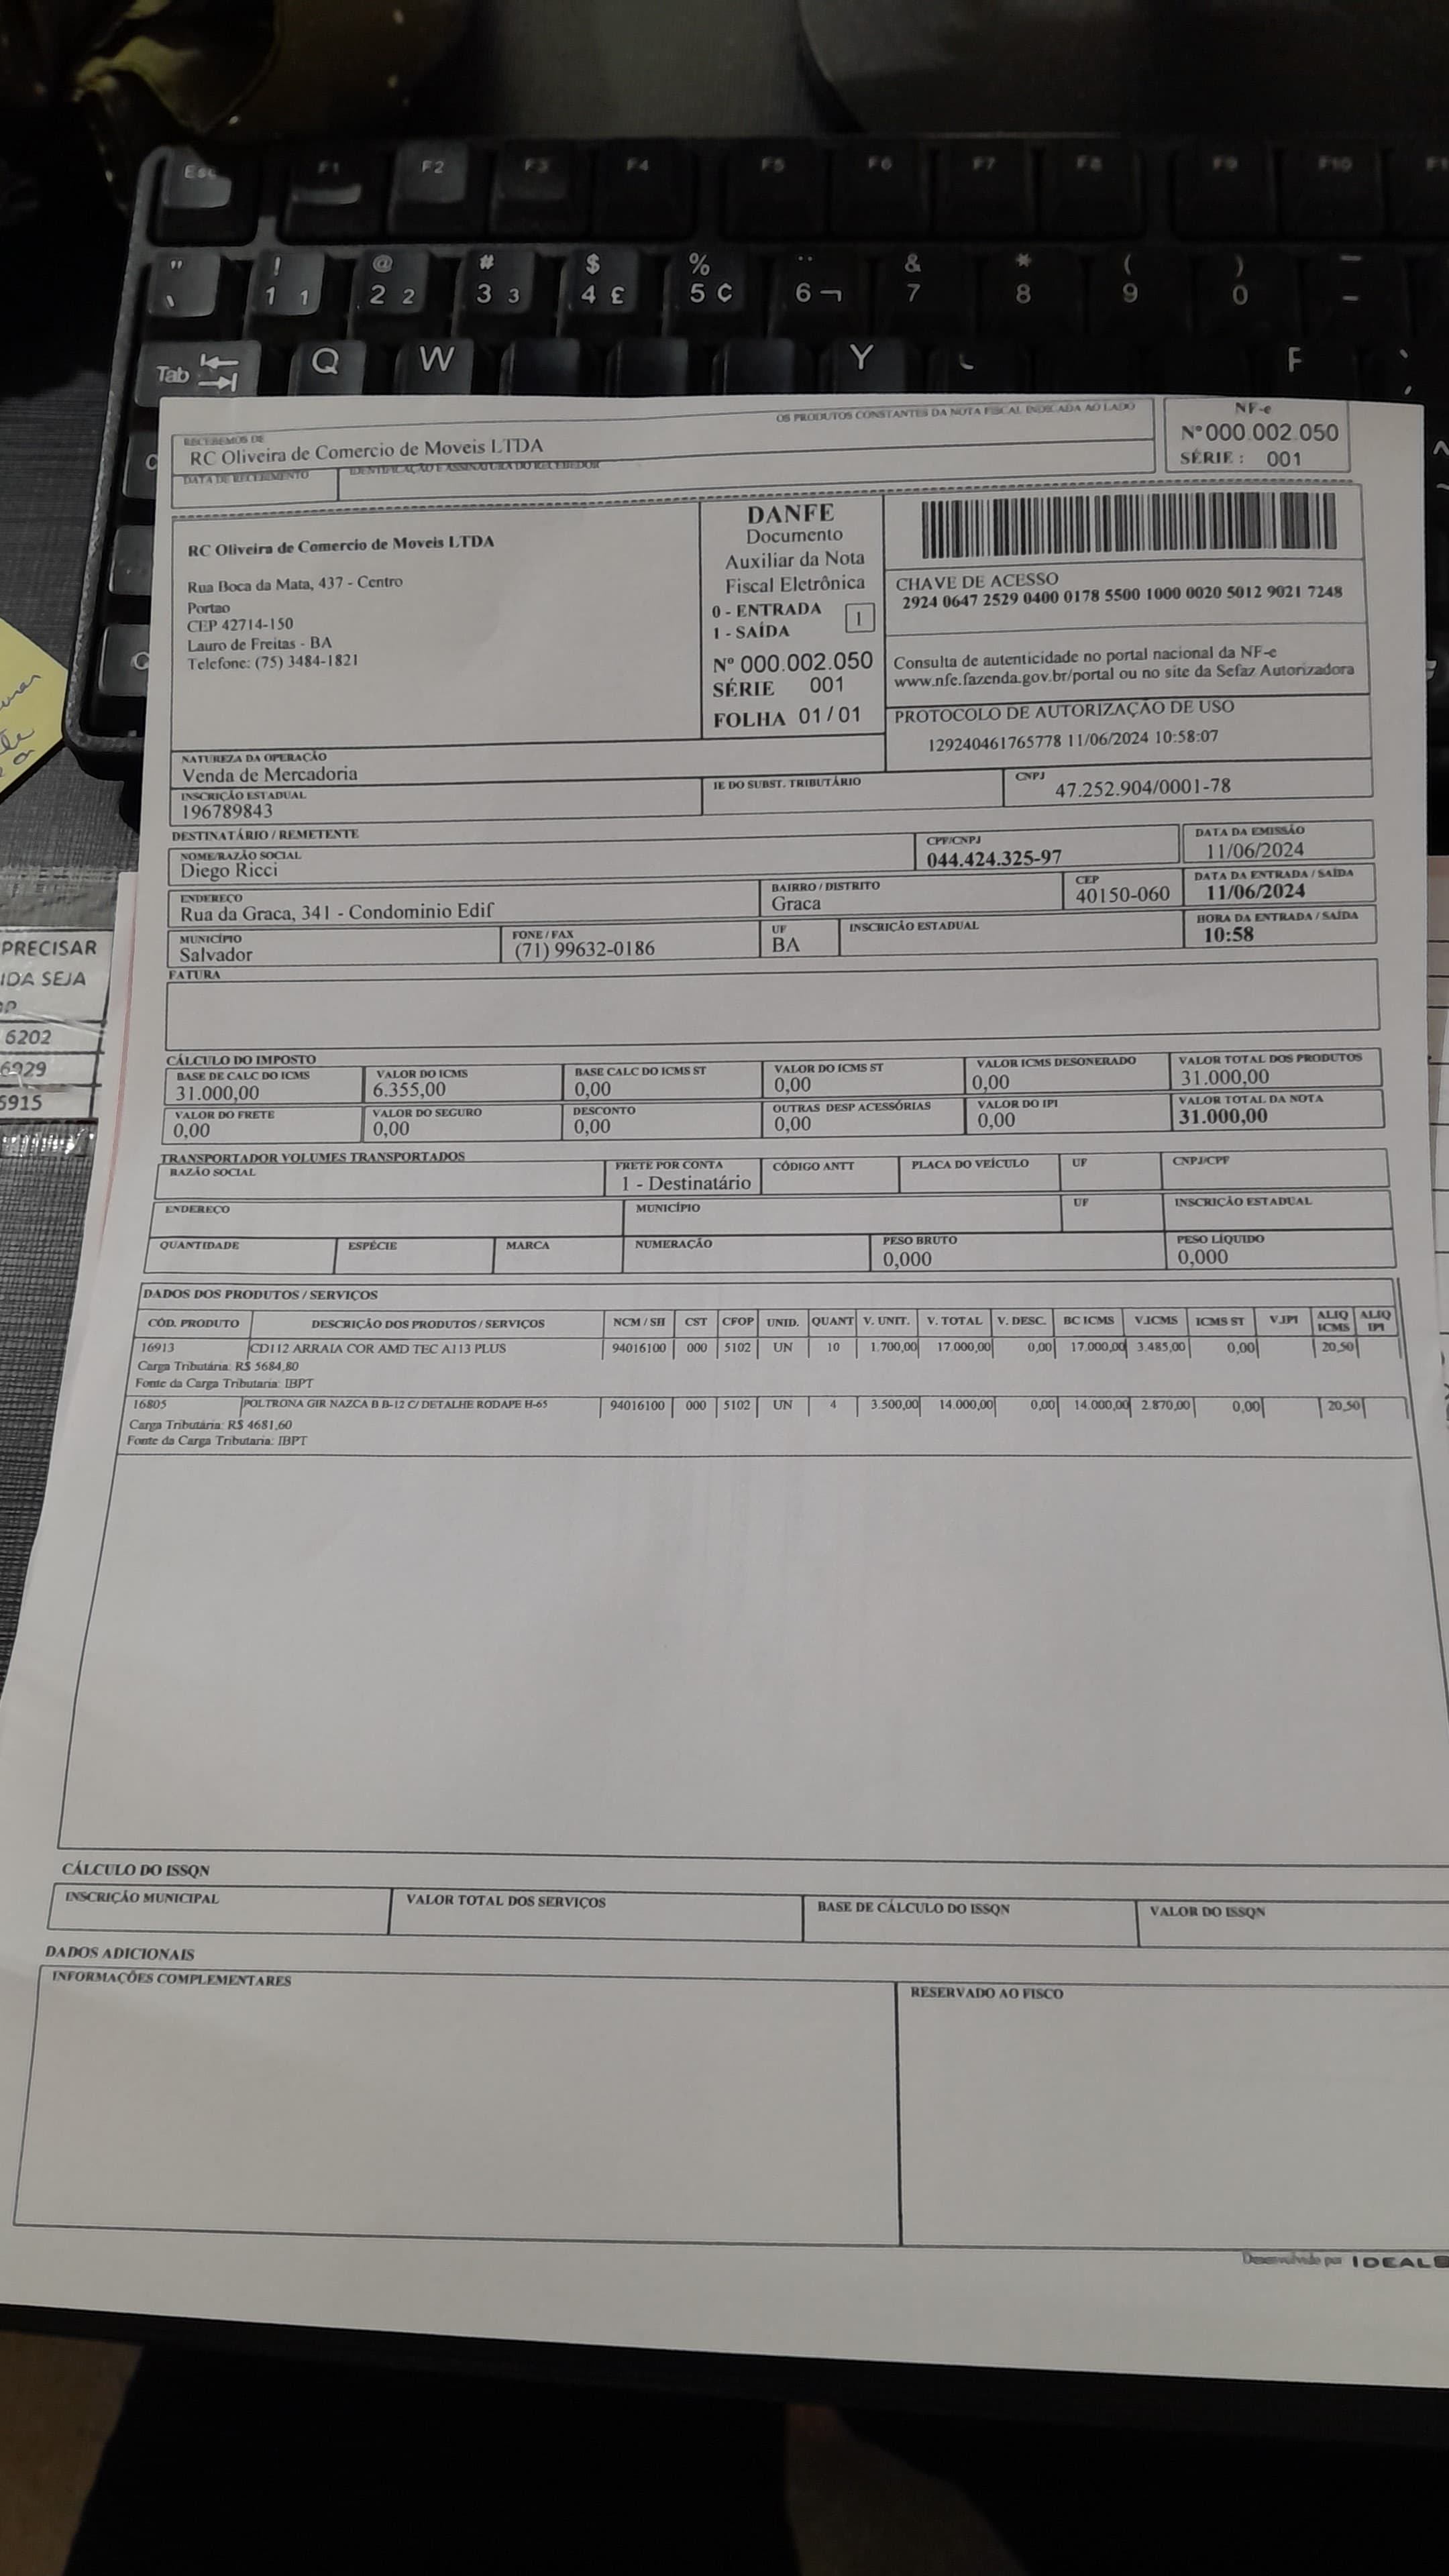 Esc F1 F2 F3 F4 F5 F6 F7 F8 F9 F10
" ! @ # $ % ¨ & * ( ) _
' 1 1 2 2 3 3 4 £ 5 ¢ 6 ¬ 7 8 9 0 -
Tab Q W Y
RECEBEMOS DE
RC Oliveira de Comercio de Moveis LTDA
OS PRODUTOS CONSTANTES DA NOTA FISCAL INDICADA AO LADO
DATA DE RECEBIMENTO
IDENTIFICAÇÃO E ASSINATURA DO RECEBEDOR
NF-e
Nº 000.002.050
SÉRIE : 001
RC Oliveira de Comercio de Moveis LTDA
Rua Boca da Mata, 437 - Centro
Portao
CEP 42714-150
Lauro de Freitas - BA
Telefone: (75) 3484-1821
DANFE
Documento
Auxiliar da Nota
Fiscal Eletrônica
0 - ENTRADA
1 - SAÍDA
1
Nº 000.002.050
SÉRIE 001
FOLHA 01/01
CHAVE DE ACESSO
2924 0647 2529 0400 0178 5500 1000 0020 5012 9021 7248
Consulta de autenticidade no portal nacional da NF-e
www.nfe.fazenda.gov.br/portal ou no site da Sefaz Autorizadora
PROTOCOLO DE AUTORIZAÇÃO DE USO
129240461765778 11/06/2024 10:58:07
NATUREZA DA OPERAÇÃO
Venda de Mercadoria
INSCRIÇÃO ESTADUAL
196789843
IE DO SUBST. TRIBUTÁRIO
CNPJ
47.252.904/0001-78
DESTINATÁRIO / REMETENTE
NOME/RAZÃO SOCIAL
Diego Ricci
CPF/CNPJ
044.424.325-97
DATA DA EMISSÃO
11/06/2024
ENDEREÇO
Rua da Graca, 341 - Condominio Edif
BAIRRO / DISTRITO
Graca
CEP
40150-060
DATA DA ENTRADA / SAÍDA
11/06/2024
MUNICÍPIO
Salvador
FONE / FAX
(71) 99632-0186
UF
BA
INSCRIÇÃO ESTADUAL
HORA DA ENTRADA / SAÍDA
10:58
FATURA
CÁLCULO DO IMPOSTO
BASE DE CALC DO ICMS VALOR DO ICMS BASE CALC DO ICMS ST VALOR DO ICMS ST VALOR ICMS DESONERADO VALOR TOTAL DOS PRODUTOS
31.000,00 6.355,00 0,00 0,00 0,00 31.000,00
VALOR DO FRETE VALOR DO SEGURO DESCONTO OUTRAS DESP ACESSÓRIAS VALOR DO IPI VALOR TOTAL DA NOTA
0,00 0,00 0,00 0,00 0,00 31.000,00
TRANSPORTADOR VOLUMES TRANSPORTADOS
RAZÃO SOCIAL FRETE POR CONTA CÓDIGO ANTT PLACA DO VEÍCULO UF CNPJ/CPF
1 - Destinatário
ENDEREÇO MUNICÍPIO UF INSCRIÇÃO ESTADUAL
QUANTIDADE ESPÉCIE MARCA NUMERAÇÃO PESO BRUTO PESO LÍQUIDO
0,000 0,000
DADOS DOS PRODUTOS / SERVIÇOS
CÓD. PRODUTO DESCRIÇÃO DOS PRODUTOS / SERVIÇOS NCM / SH CST CFOP UNID. QUANT V. UNIT. V. TOTAL V. DESC. BC ICMS V.ICMS ICMS ST V.IPI ALIQ ICMS ALIQ IPI
16913 CD112 ARRAIA COR AMD TEC A113 PLUS 94016100 000 5102 UN 10 1.700,00 17.000,00 0,00 17.000,00 3.485,00 0,00 20,50
Carga Tributária: R$ 5684,80
Fonte da Carga Tributaria: IBPT
16805 POLTRONA GIR NAZCA B B-12 C/ DETALHE RODAPE H-65 94016100 000 5102 UN 4 3.500,00 14.000,00 0,00 14.000,00 2.870,00 0,00 20,50
Carga Tributária: R$ 4681,60
Fonte da Carga Tributaria: IBPT
CÁLCULO DO ISSQN
INSCRIÇÃO MUNICIPAL VALOR TOTAL DOS SERVIÇOS BASE DE CÁLCULO DO ISSQN VALOR DO ISSQN
DADOS ADICIONAIS
INFORMAÇÕES COMPLEMENTARES
RESERVADO AO FISCO
Desenvolvido por IDEAL
PRECISAR
IDA SEJA
6202
6929
5915